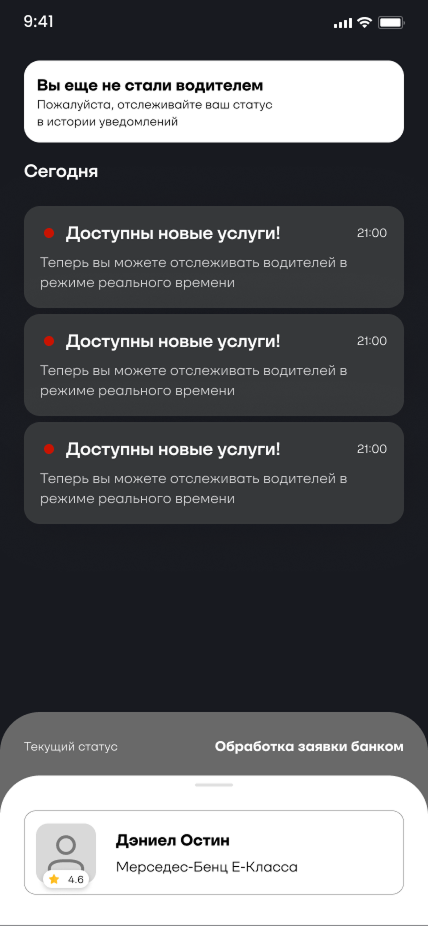 9:41
Вы еще не стали водителем
Пожалуйста, отслеживайте ваш статус
в истории уведомлений
Сегодня
Доступны новые услуги! 21:00
Теперь вы можете отслеживать водителей в
режиме реального времени
Доступны новые услуги! 21:00
Теперь вы можете отслеживать водителей в
режиме реального времени
Доступны новые услуги! 21:00
Теперь вы можете отслеживать водителей в
режиме реального времени
Текущий статус Обработка заявки банком
Дэниел Остин
Мерседес-Бенц Е-Класса
4.6